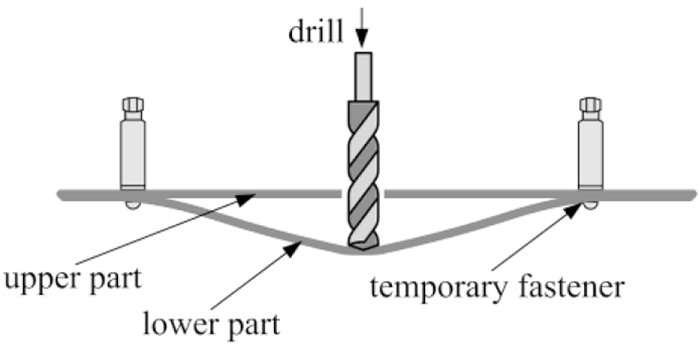 drill
upper part
temporary fastener
lower part